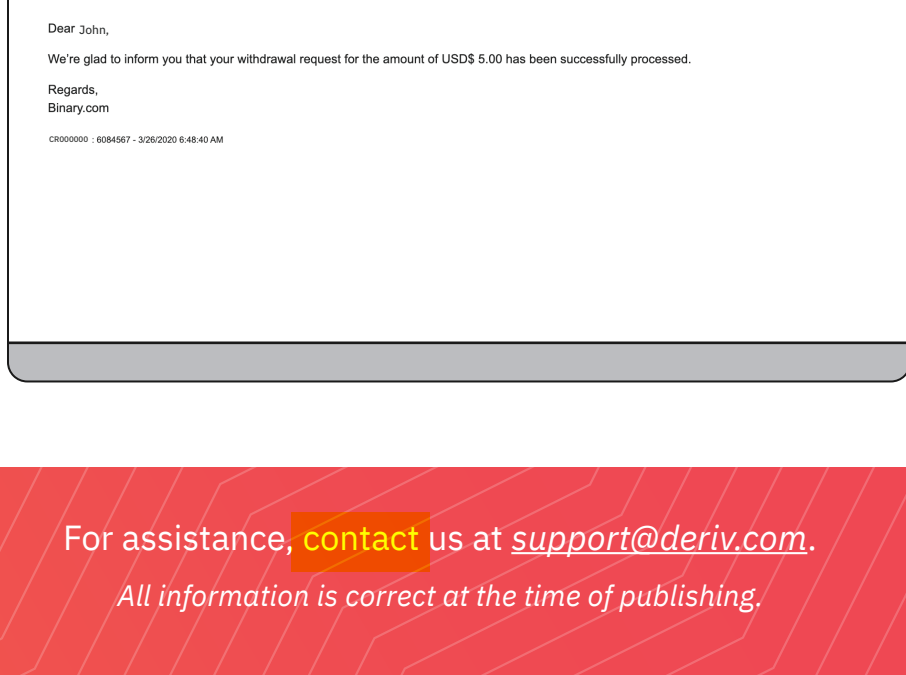 Dear John,
We're glad to inform you that your withdrawal request for the amount of USD$ 5.00 has been successfully processed.
Regards,
Binary.com
CR000000 : 6084567 - 3/26/2020 6:48:40 AM
For assistance, contact us at support@deriv.com.
All information is correct at the time of publishing.